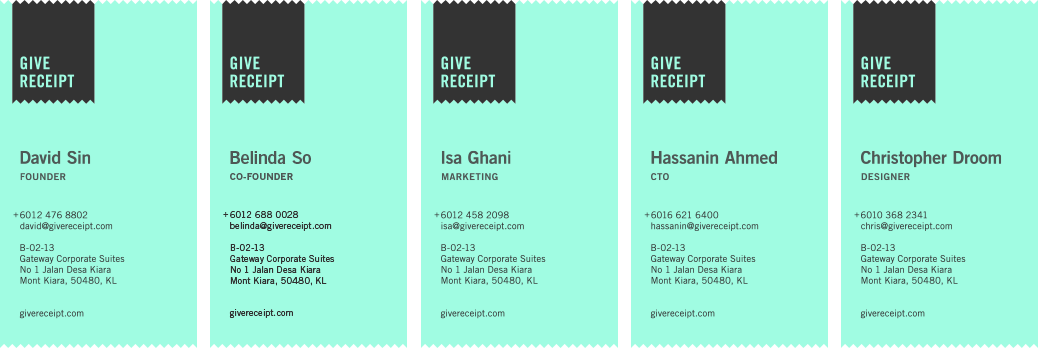 GIVE
RECEIPT
David Sin
FOUNDER
+6012 476 8802
david@givereceipt.com
B-02-13
Gateway Corporate Suites
No 1 Jalan Desa Kiara
Mont Kiara, 50480, KL
givereceipt.com
GIVE
RECEIPT
Belinda So
CO-FOUNDER
+6012 688 0028
belinda@givereceipt.com
B-02-13
Gateway Corporate Suites
No 1 Jalan Desa Kiara
Mont Kiara, 50480, KL
givereceipt.com
GIVE
RECEIPT
Isa Ghani
MARKETING
+6012 458 2098
isa@givereceipt.com
B-02-13
Gateway Corporate Suites
No 1 Jalan Desa Kiara
Mont Kiara, 50480, KL
givereceipt.com
GIVE
RECEIPT
Hassanin Ahmed
CTO
+6016 621 6400
hassanin@givereceipt.com
B-02-13
Gateway Corporate Suites
No 1 Jalan Desa Kiara
Mont Kiara, 50480, KL
givereceipt.com
GIVE
RECEIPT
Christopher Droom
DESIGNER
+6010 368 2341
chris@givereceipt.com
B-02-13
Gateway Corporate Suites
No 1 Jalan Desa Kiara
Mont Kiara, 50480, KL
givereceipt.com